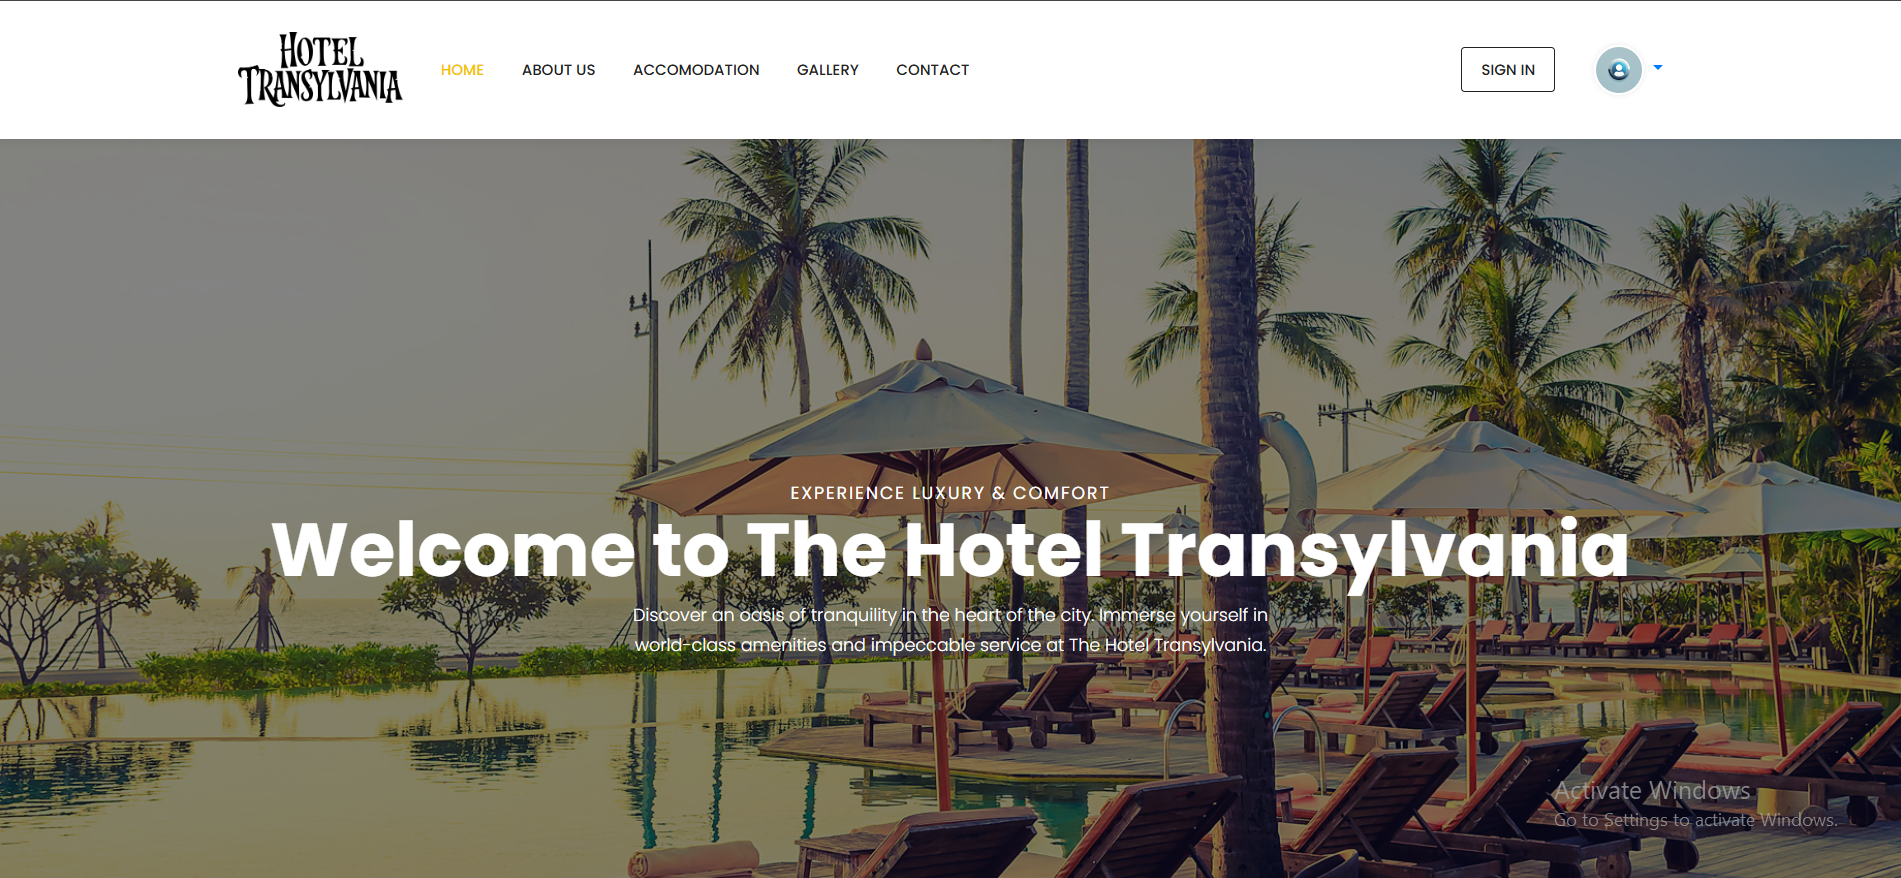 HOTEL
TRANSYLVANIA
HOME
ABOUT US
ACCOMODATION
GALLERY
CONTACT
SIGN IN
EXPERIENCE LUXURY & COMFORT
Welcome to The Hotel Transylvania
Discover an oasis of tranquility in the heart of the city. Immerse yourself in
world-class amenities and impeccable service at The Hotel Transylvania.
Activate Windows
Go to Settings to activate Windows.